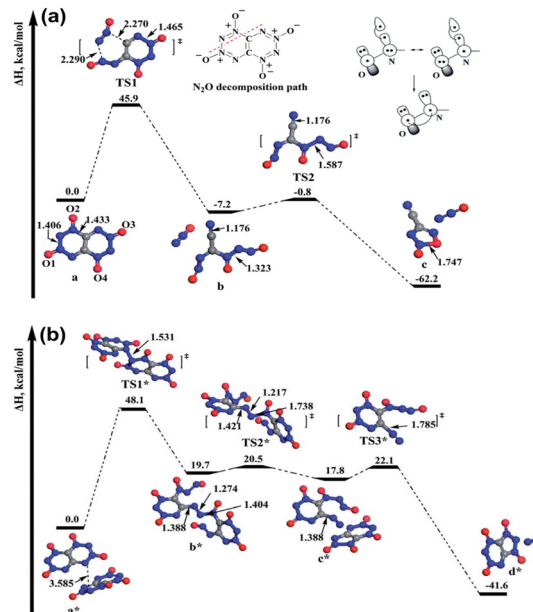 (a)
ΔH, kcal/mol
2.270
1.465
2.290
‡
TS1
O⁻
N⁺ N N⁺ O⁻
N C N
N C N
⁻O N⁺ N N⁺
O⁻
N₂O decomposition path
O N
O N
O N
45.9
1.176
‡
1.587
TS2
0.0
-7.2
-0.8
O2
1.406
1.433
O3
O1
O4
a
1.176
1.323
b
c
1.747
-62.2
(b)
ΔH, kcal/mol
1.531
‡
TS1*
48.1
1.217
1.738
1.421
‡
TS2*
TS3*
‡
1.785
19.7
20.5
17.8
22.1
0.0
1.274
1.404
1.388
b*
1.388
c*
3.585
a*
d*
-41.6